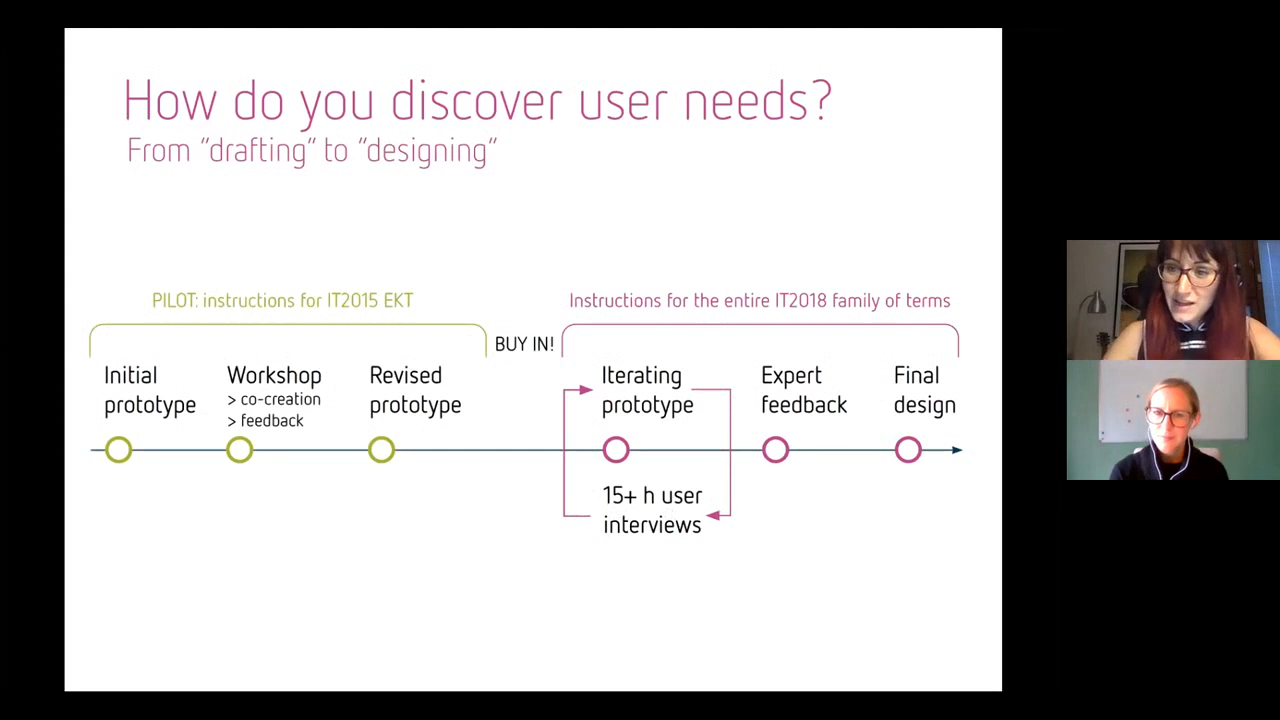 How do you discover user needs?
From "drafting" to "designing"
PILOT: instructions for IT2015 EKT
BUY IN!
Instructions for the entire IT2018 family of terms
Initial
prototype
Workshop
> co-creation
> feedback
Revised
prototype
Iterating
prototype
15+ h user
interviews
Expert
feedback
Final
design